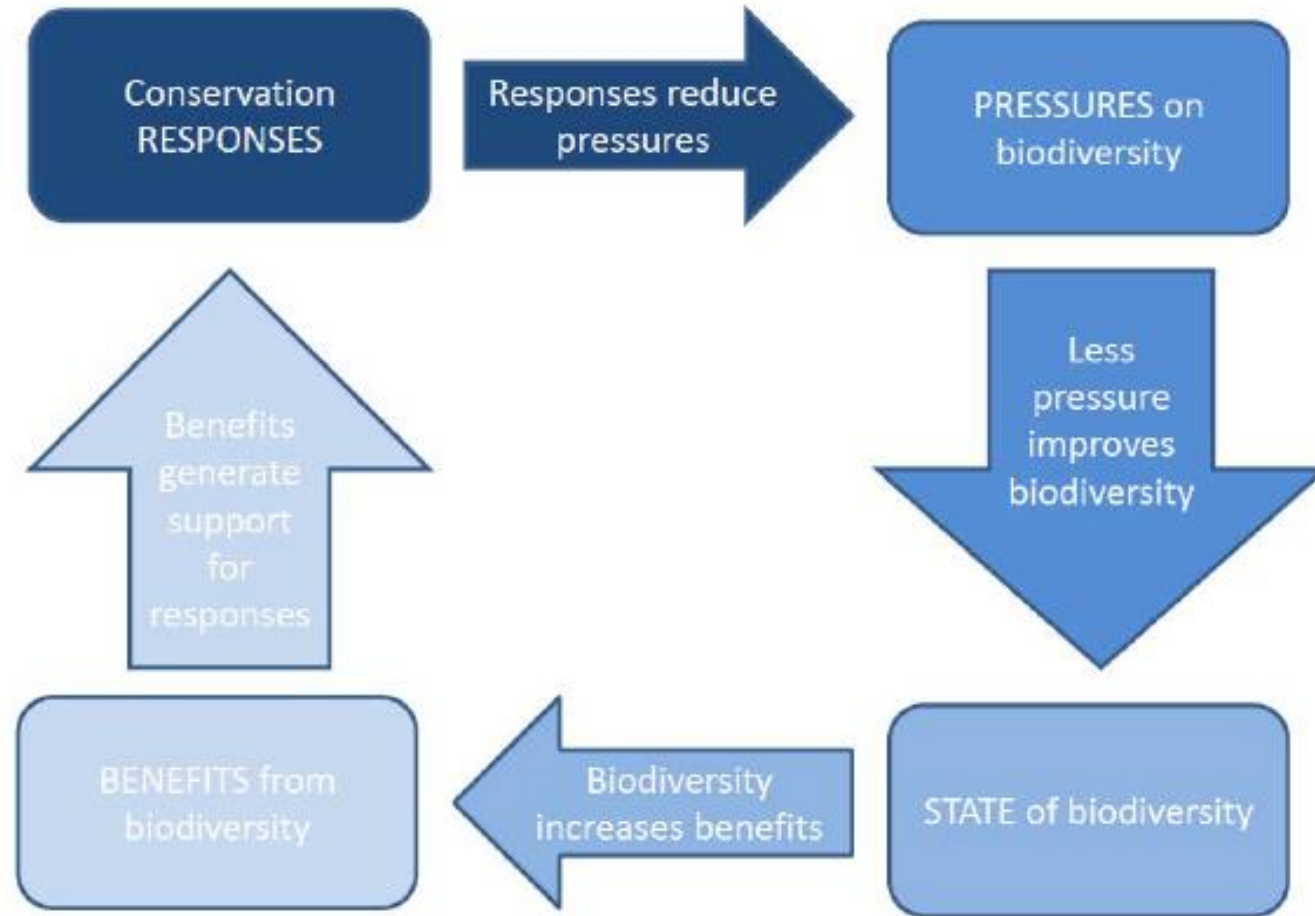 Conservation
RESPONSES
Responses reduce
pressures
PRESSURES on
biodiversity
Less
pressure
improves
biodiversity
STATE of biodiversity
Biodiversity
increases benefits
BENEFITS from
biodiversity
Benefits
generate
support
for
responses